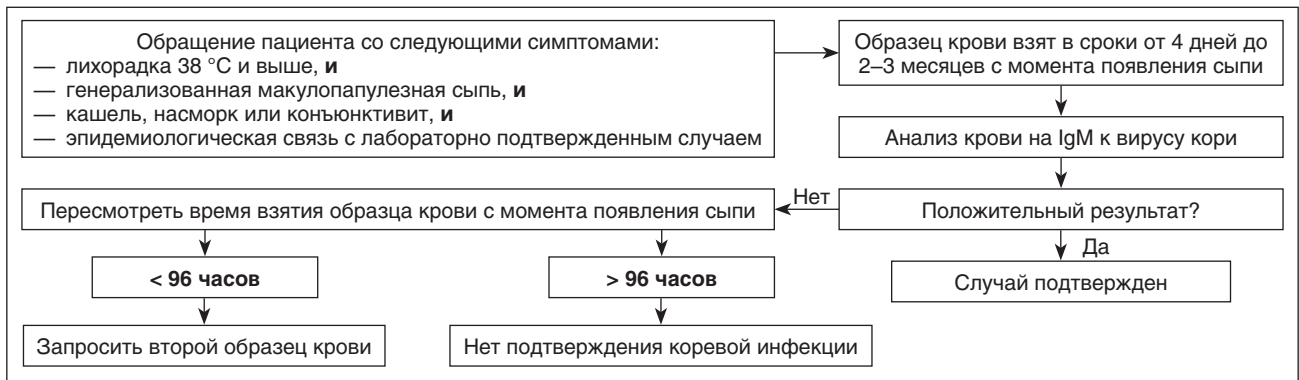 Обращение пациента со следующими симптомами:
— лихорадка 38 °C и выше, и
— генерализованная макулопапулезная сыпь, и
— кашель, насморк или конъюнктивит, и
— эпидемиологическая связь с лабораторно подтвержденным случаем
Образец крови взят в сроки от 4 дней до
2–3 месяцев с момента появления сыпи
Анализ крови на IgM к вирусу кори
Положительный результат?
Нет
Пересмотреть время взятия образца крови с момента появления сыпи
Да
Случай подтвержден
< 96 часов
> 96 часов
Запросить второй образец крови
Нет подтверждения коревой инфекции